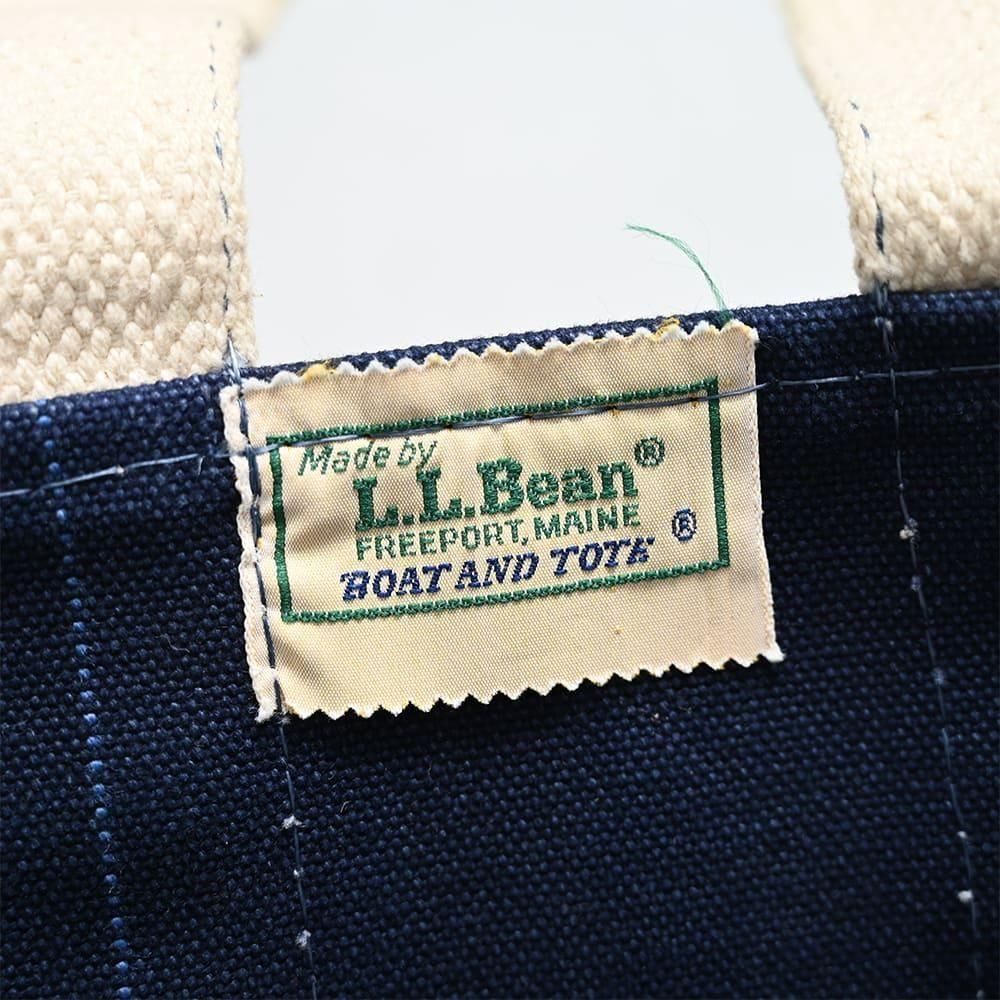 Made by
L.L.Bean®
FREEPORT, MAINE
BOAT AND TOTE ®